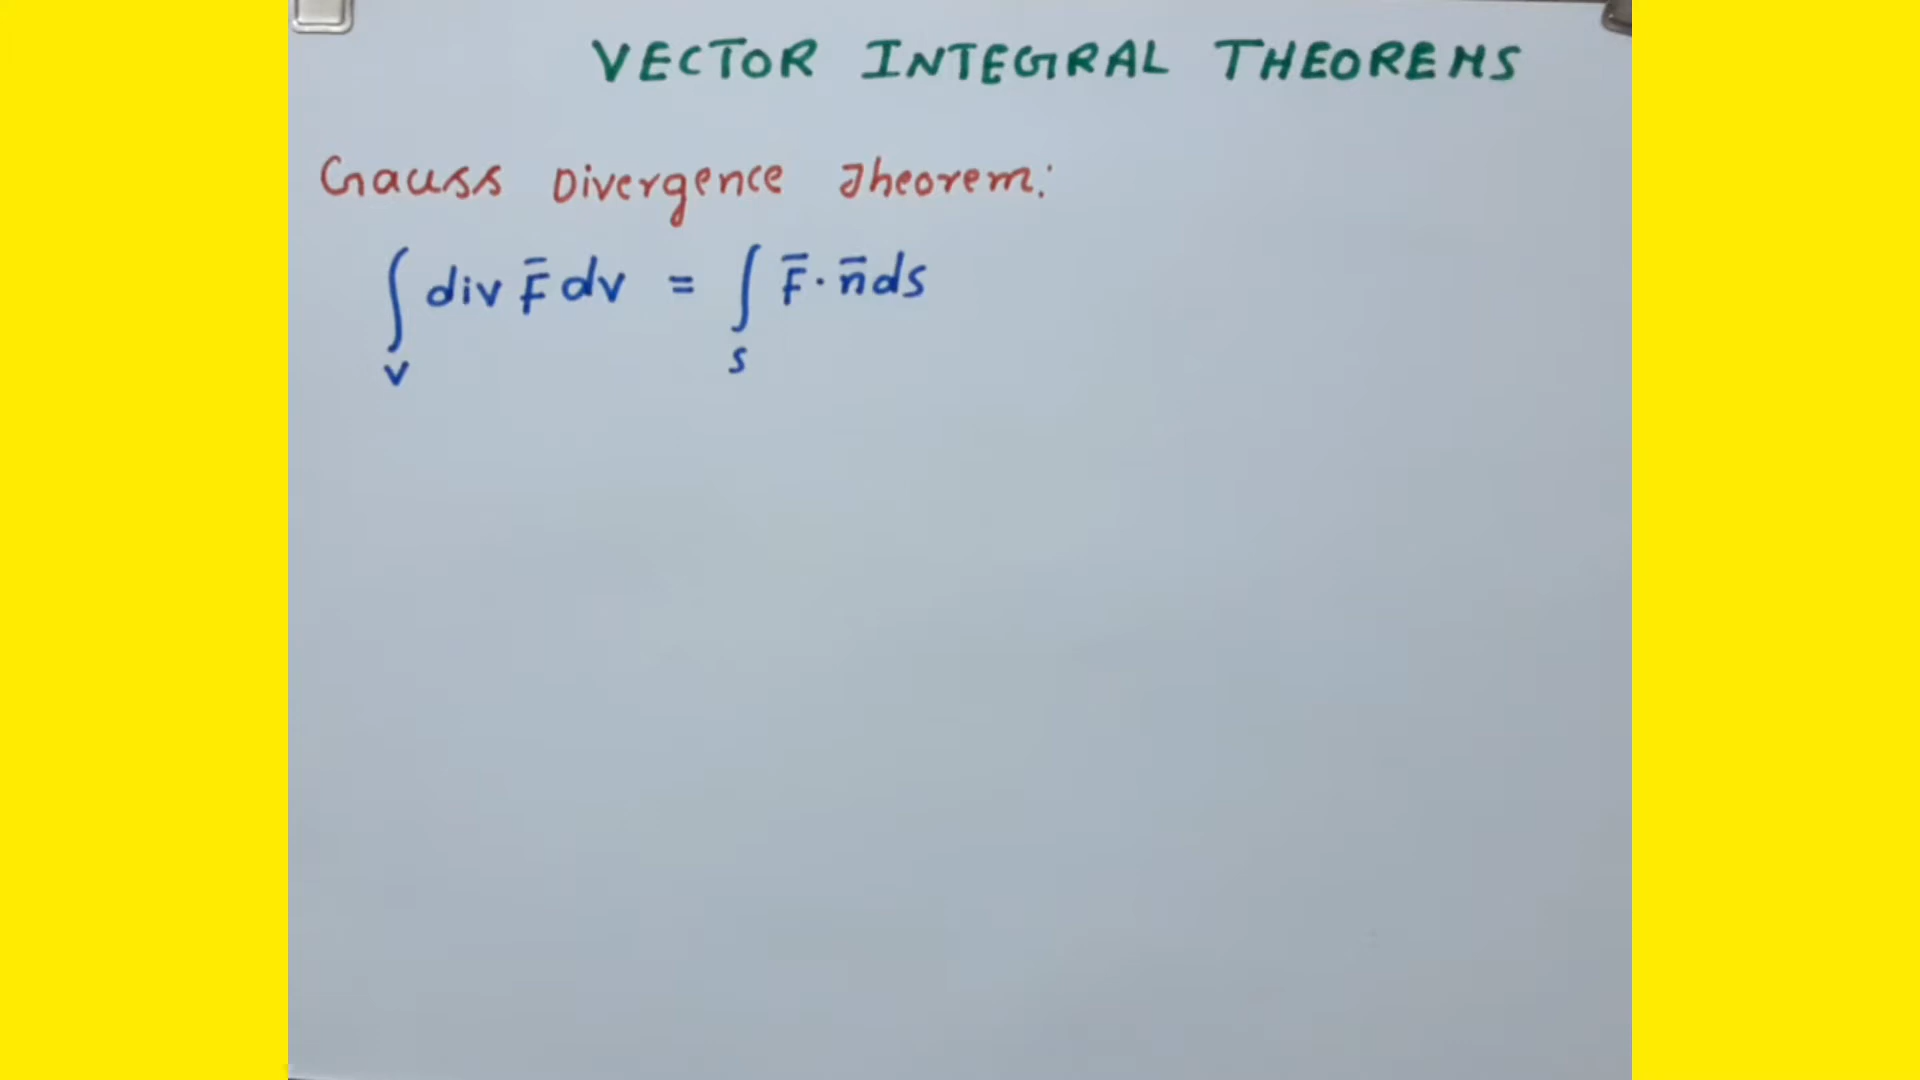 VECTOR INTEGRAL THEOREMS
Gauss Divergence Theorem:
∫ div F̄ dv = ∫ F̄ · n̄ ds
V S